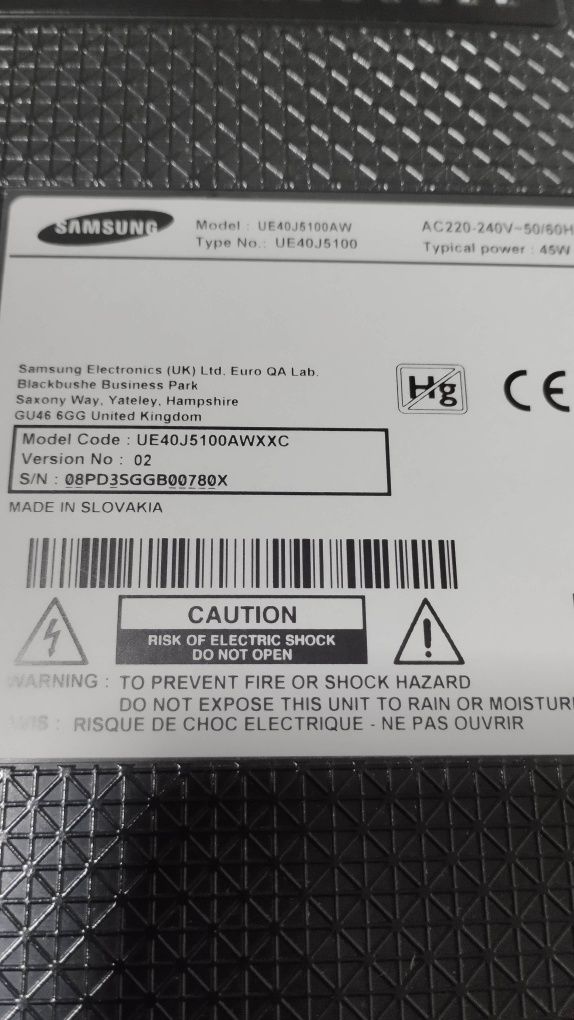 SAMSUNG
Model : UE40J5100AW
Type No.: UE40J5100
AC220-240V~50/60H
Typical power : 45W
Samsung Electronics (UK) Ltd. Euro QA Lab.
Blackbushe Business Park
Saxony Way, Yateley, Hampshire
GU46 6GG United Kingdom
Hg
CE
Model Code : UE40J5100AWXXC
Version No : 02
S/N : 08PD3SGGB00780X
MADE IN SLOVAKIA
CAUTION
RISK OF ELECTRIC SHOCK
DO NOT OPEN
WARNING : TO PREVENT FIRE OR SHOCK HAZARD
DO NOT EXPOSE THIS UNIT TO RAIN OR MOISTUR
AVIS : RISQUE DE CHOC ELECTRIQUE - NE PAS OUVRIR